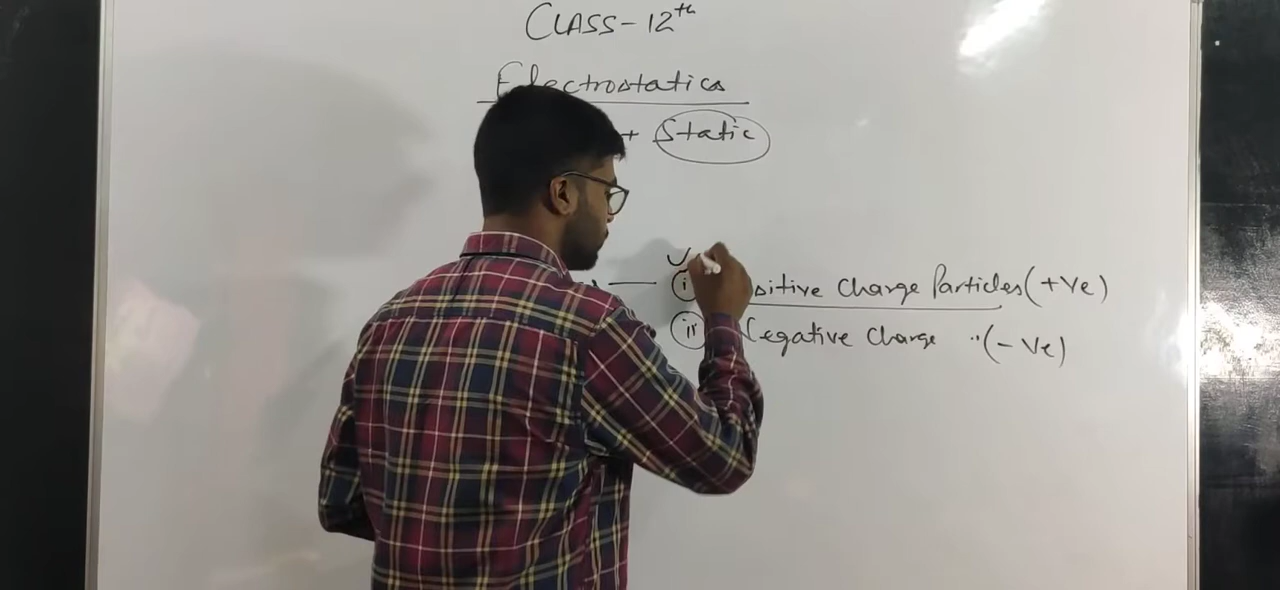 CLASS-12th
Electrostatics
+ Static
(i) Positive Charge Particles (+ve)
(ii) Negative Charge " (-ve)